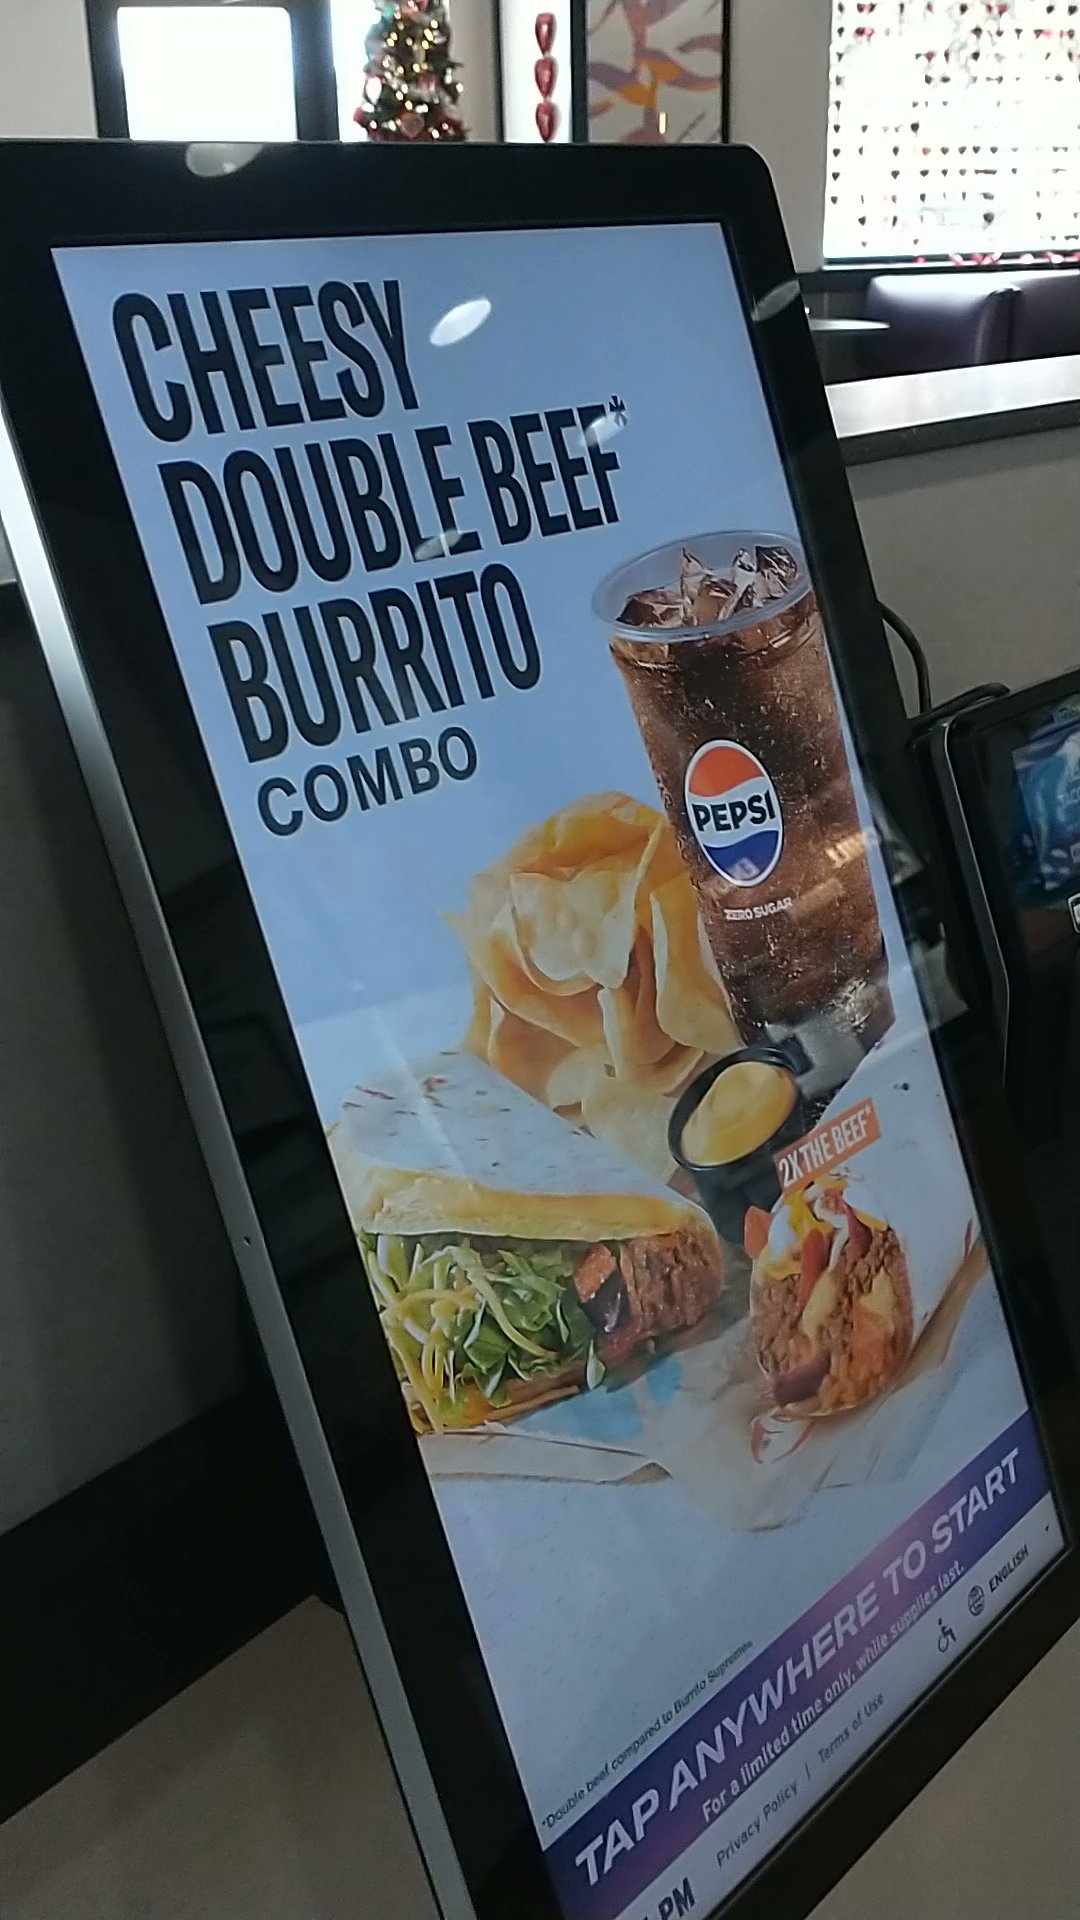 CHEESY
DOUBLE BEEF*
BURRITO
COMBO
PEPSI
ZERO SUGAR
2X THE BEEF*
*Double beef compared to Burrito Supreme®.
TAP ANYWHERE TO START
For a limited time only, while supplies last.
ENGLISH
Privacy Policy | Terms of Use
PM